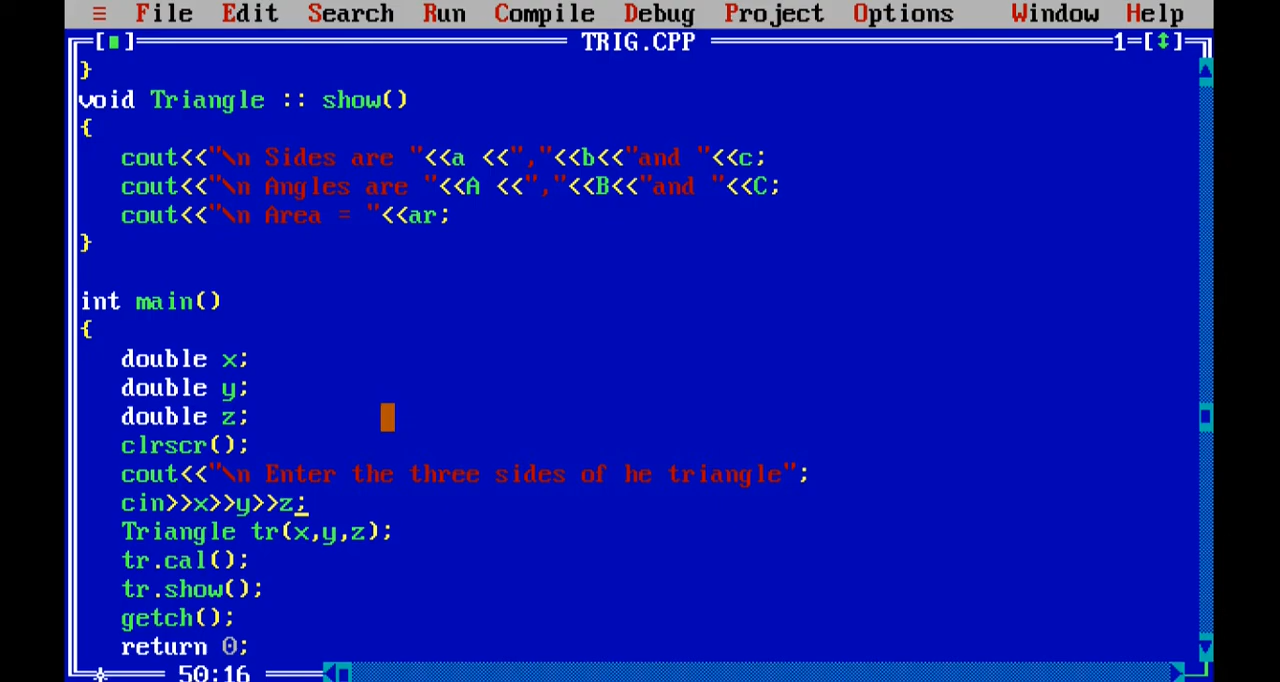 ≡ File Edit Search Run Compile Debug Project Options Window Help
[■] TRIG.CPP 1=[↕]
}
void Triangle :: show()
{
cout<<"\n Sides are "<<a <<","<<b<<"and "<<c;
cout<<"\n Angles are "<<A <<","<<B<<"and "<<C;
cout<<"\n Area = "<<ar;
}
int main()
{
double x;
double y;
double z;
clrscr();
cout<<"\n Enter the three sides of he triangle";
cin>>x>>y>>z;
Triangle tr(x,y,z);
tr.cal();
tr.show();
getch();
return 0;
50:16